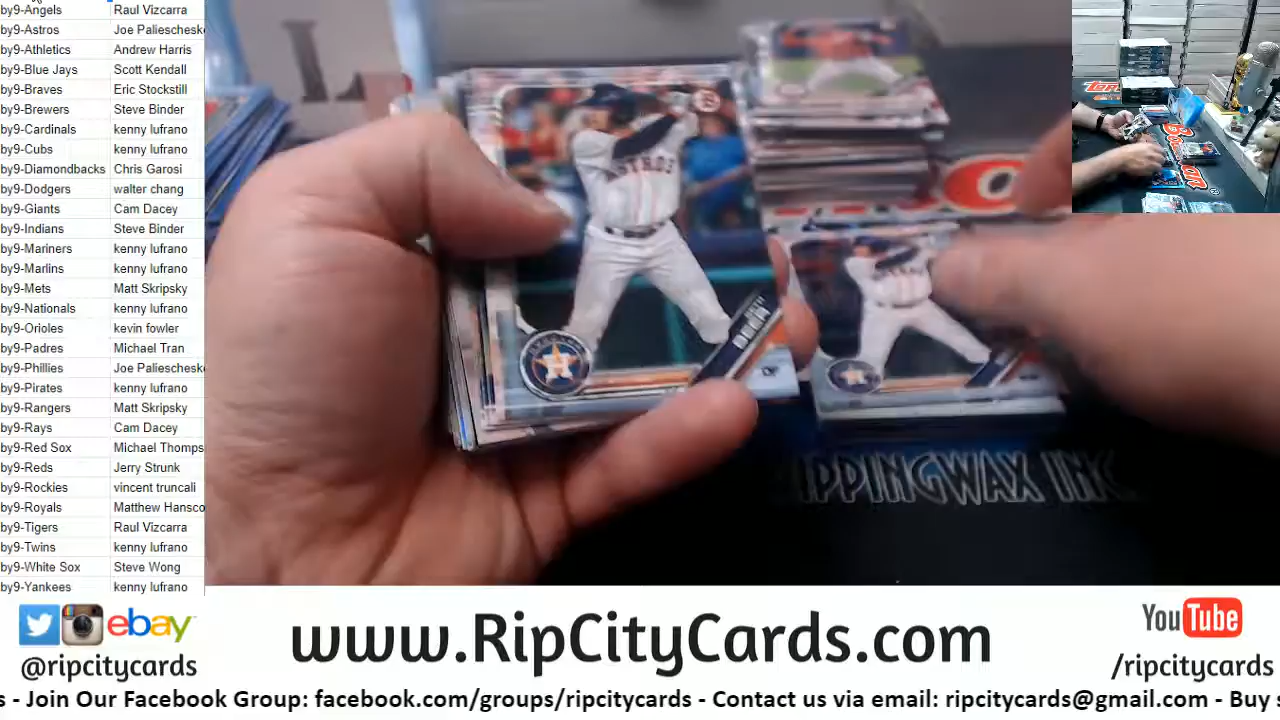 by9-Angels Raul Vizcarra
by9-Astros Joe Paliescheske
by9-Athletics Andrew Harris
by9-Blue Jays Scott Kendall
by9-Braves Eric Stockstill
by9-Brewers Steve Binder
by9-Cardinals kenny lufrano
by9-Cubs kenny lufrano
by9-Diamondbacks Chris Garosi
by9-Dodgers walter chang
by9-Giants Cam Dacey
by9-Indians Steve Binder
by9-Mariners kenny lufrano
by9-Marlins kenny lufrano
by9-Mets Matt Skripsky
by9-Nationals kenny lufrano
by9-Orioles kevin fowler
by9-Padres Michael Tran
by9-Phillies Joe Paliescheske
by9-Pirates kenny lufrano
by9-Rangers Matt Skripsky
by9-Rays Cam Dacey
by9-Red Sox Michael Thomps
by9-Reds Jerry Strunk
by9-Rockies vincent truncali
by9-Royals Matthew Hansco
by9-Tigers Raul Vizcarra
by9-Twins kenny lufrano
by9-White Sox Steve Wong
by9-Yankees kenny lufrano
ASTROS
IPPINGWAX INC
ebay
@ripcitycards
www.RipCityCards.com
YouTube
/ripcitycards
s - Join Our Facebook Group: facebook.com/groups/ripcitycards - Contact us via email: ripcitycards@gmail.com - Buy s